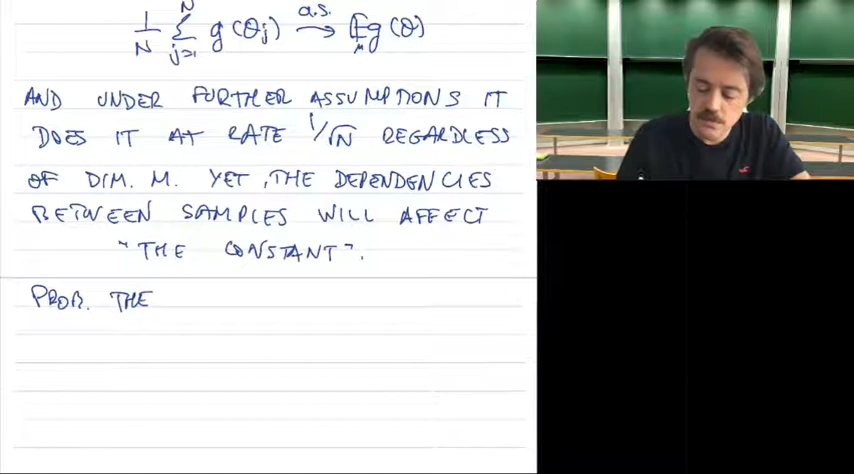 1/N Σ_{j=1}^{N} g(θ_j) →^{a.s.} 𝔼_μ g(θ)
AND UNDER FURTHER ASSUMPTIONS IT
DOES IT AT RATE 1/√N REGARDLESS
OF DIM. M. YET, THE DEPENDENCIES
BETWEEN SAMPLES WILL AFFECT
"THE CONSTANT".
PROB. THE